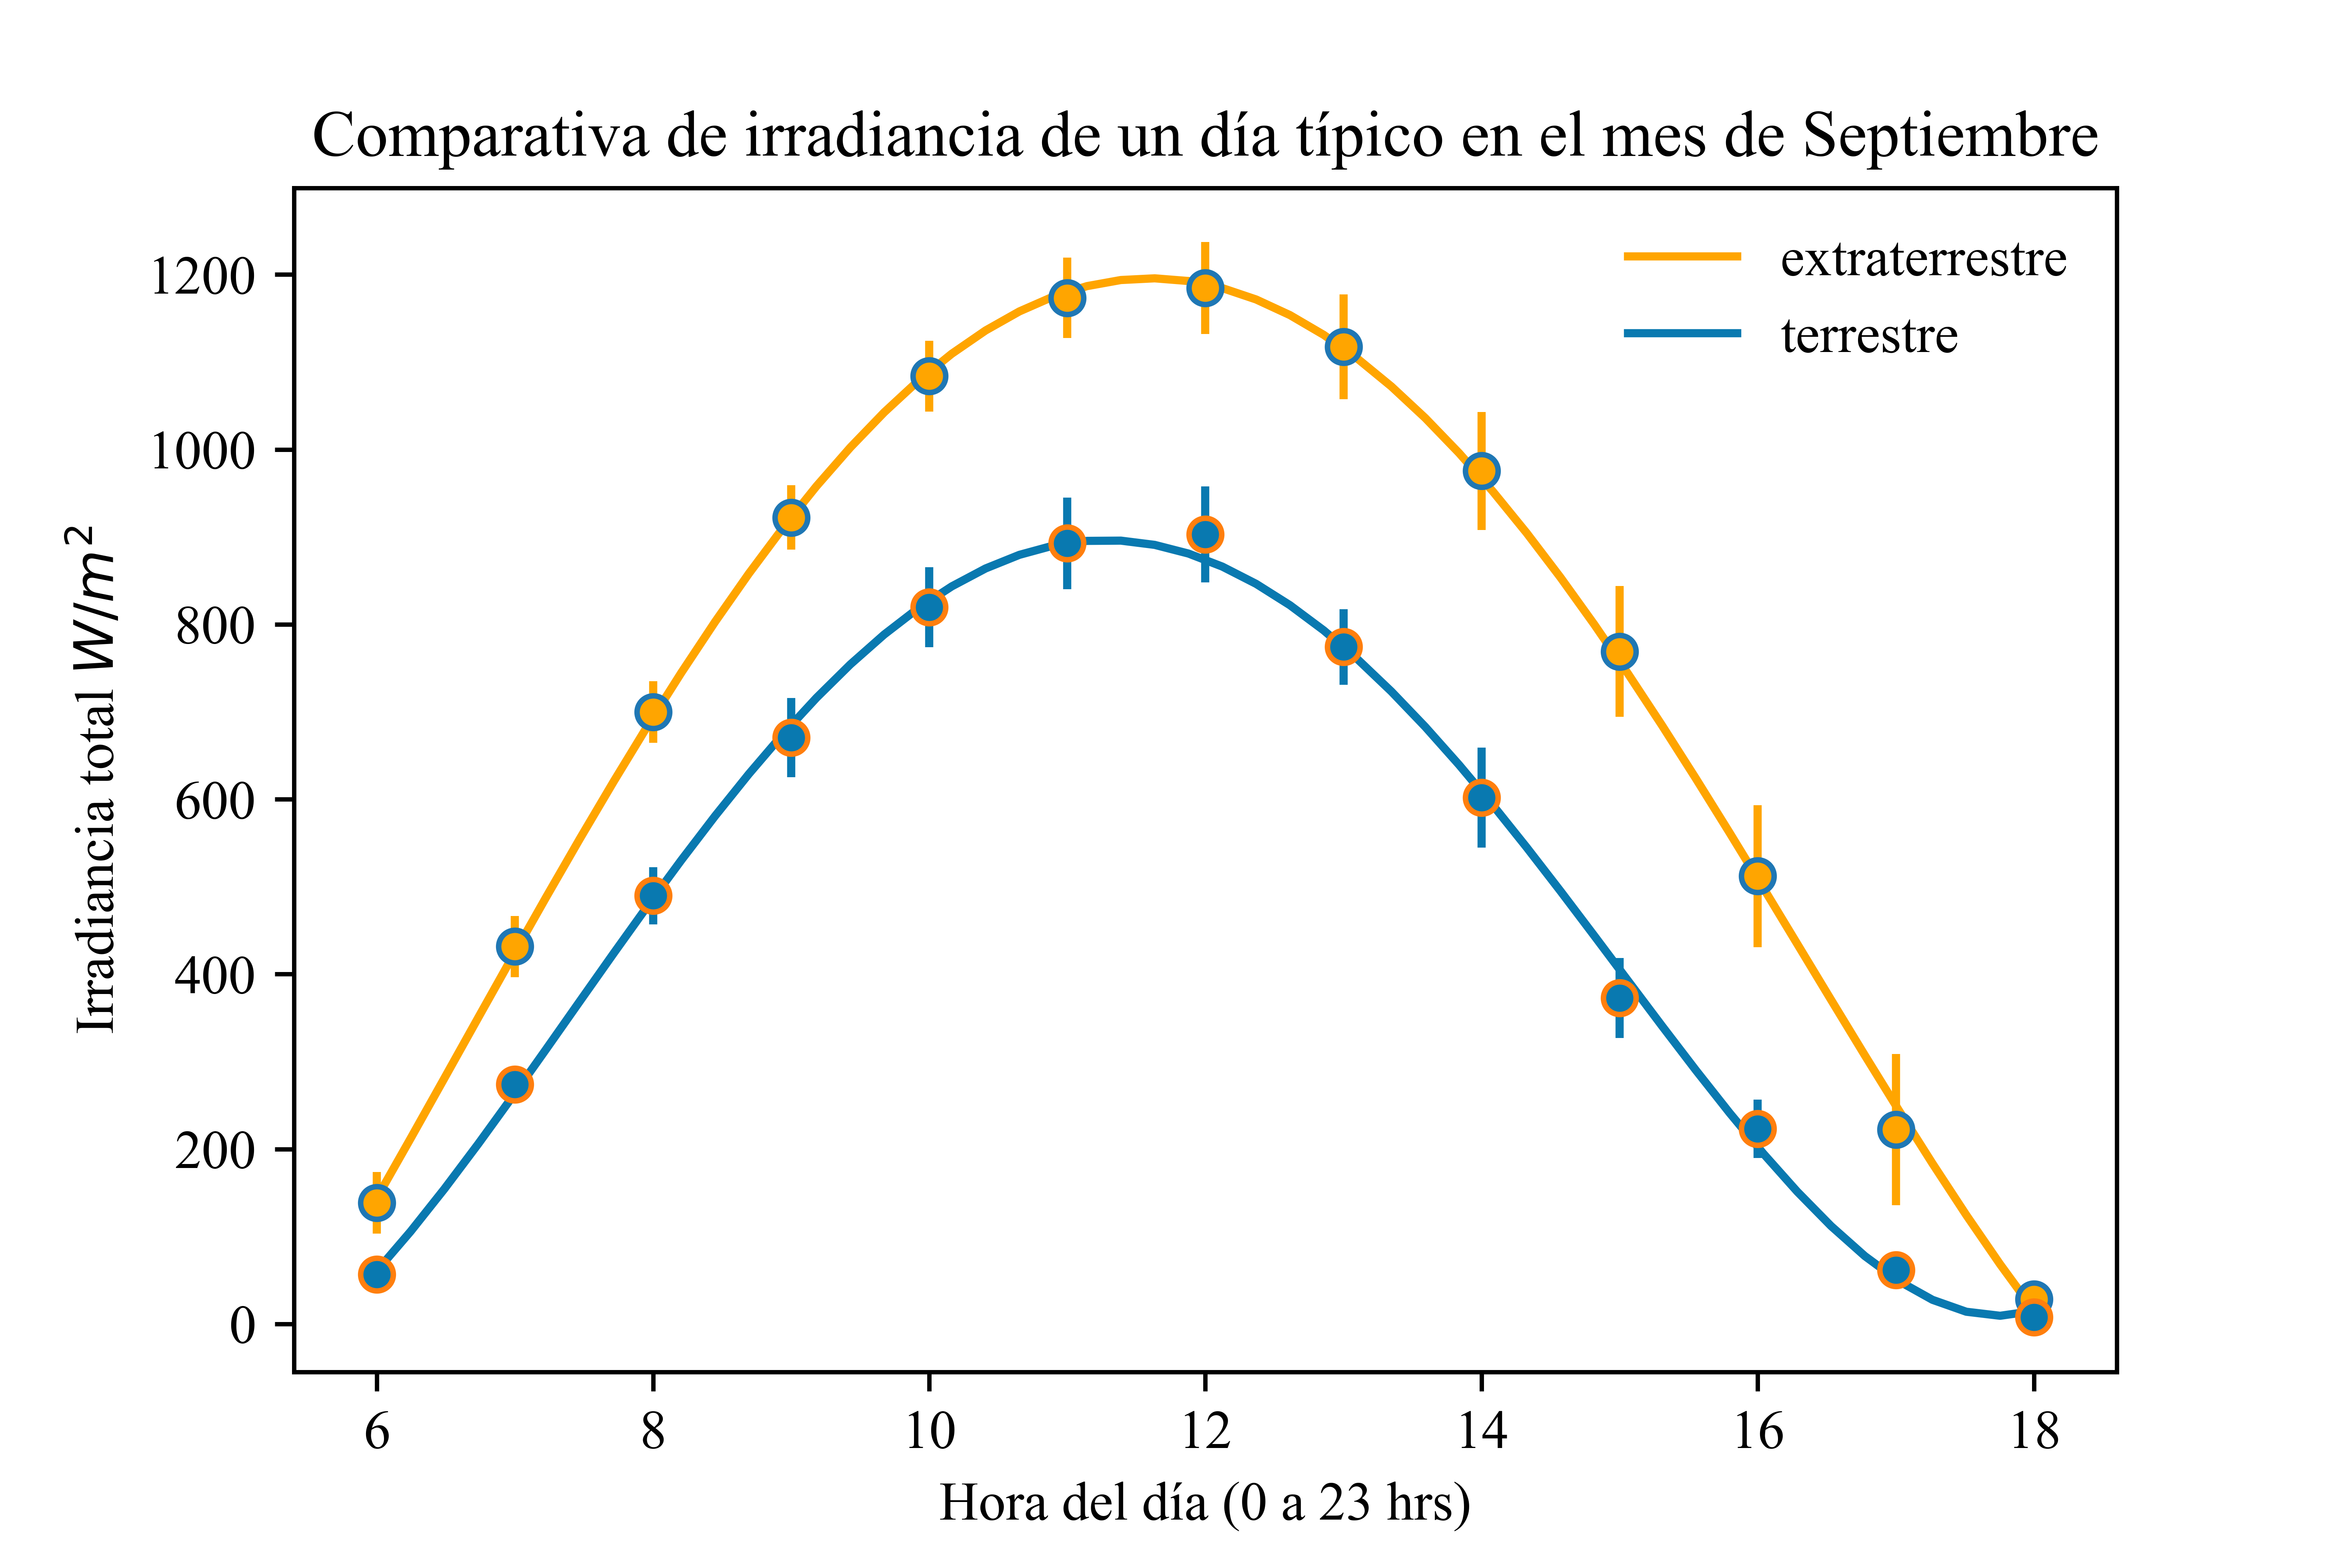 Comparativa de irradiancia de un día típico en el mes de Septiembre
extraterrestre
terrestre
Irradiancia total W/m²
1200
1000
800
600
400
200
0
6 8 10 12 14 16 18
Hora del día (0 a 23 hrs)